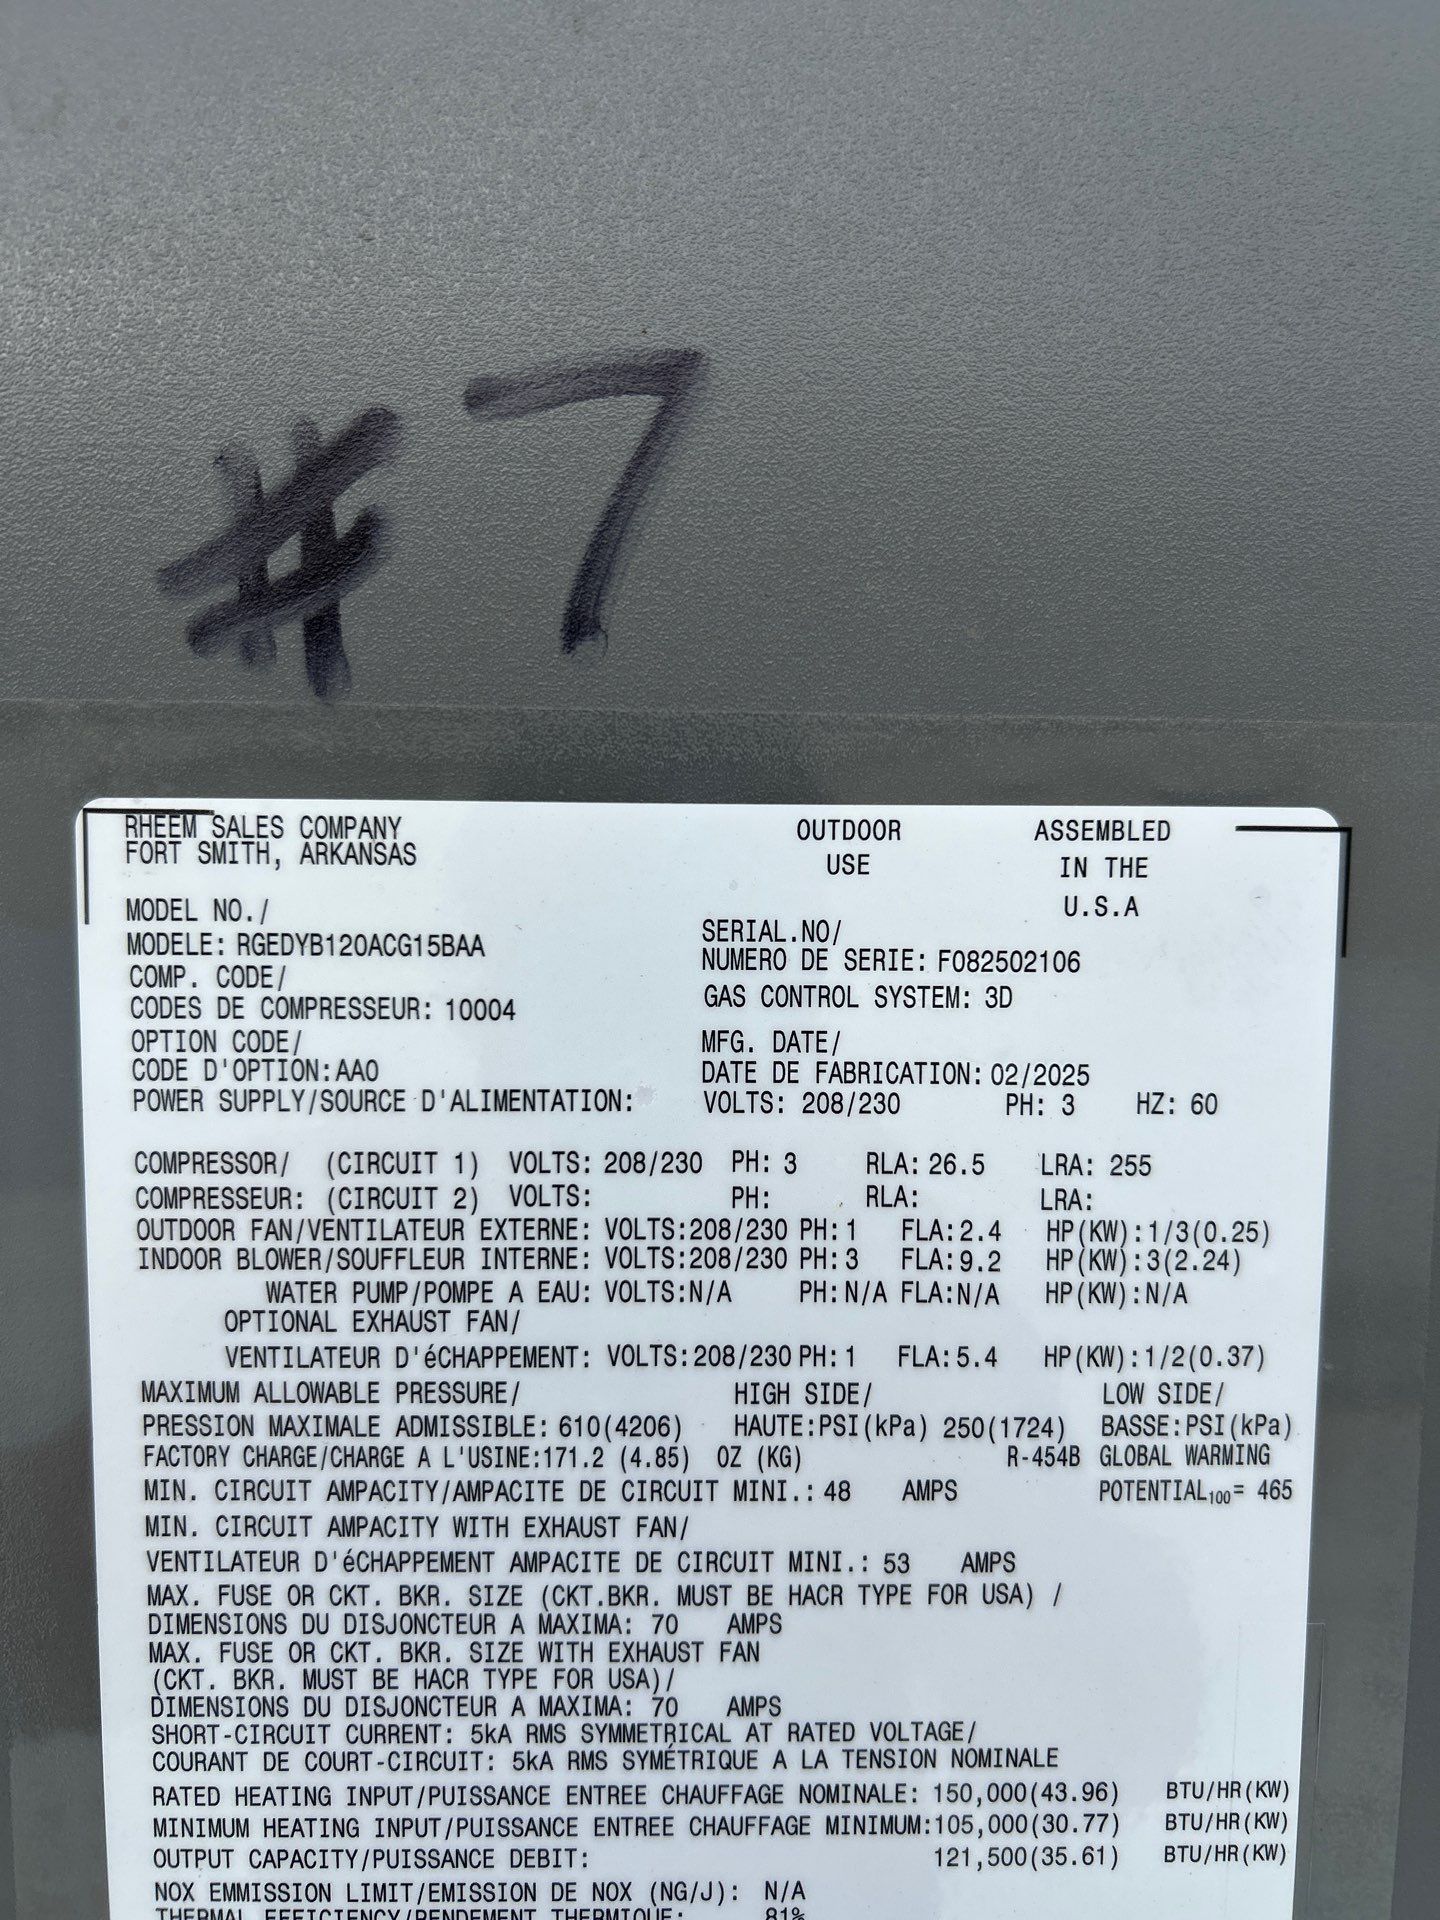 #7
RHEEM SALES COMPANY
FORT SMITH, ARKANSAS
OUTDOOR
USE
ASSEMBLED
IN THE
U.S.A
MODEL NO./
MODELE: RGEDYB120ACG15BAA
SERIAL.NO/
NUMERO DE SERIE: F082502106
COMP. CODE/
CODES DE COMPRESSEUR: 10004
GAS CONTROL SYSTEM: 3D
OPTION CODE/
CODE D'OPTION:AAO
MFG. DATE/
DATE DE FABRICATION: 02/2025
POWER SUPPLY/SOURCE D'ALIMENTATION: VOLTS: 208/230 PH: 3 HZ: 60
COMPRESSOR/ (CIRCUIT 1) VOLTS: 208/230 PH: 3 RLA: 26.5 LRA: 255
COMPRESSEUR: (CIRCUIT 2) VOLTS: PH: RLA: LRA:
OUTDOOR FAN/VENTILATEUR EXTERNE: VOLTS:208/230 PH:1 FLA:2.4 HP(KW):1/3(0.25)
INDOOR BLOWER/SOUFFLEUR INTERNE: VOLTS:208/230 PH:3 FLA:9.2 HP(KW):3(2.24)
WATER PUMP/POMPE A EAU: VOLTS:N/A PH:N/A FLA:N/A HP(KW):N/A
OPTIONAL EXHAUST FAN/
VENTILATEUR D'éCHAPPEMENT: VOLTS:208/230 PH:1 FLA:5.4 HP(KW):1/2(0.37)
MAXIMUM ALLOWABLE PRESSURE/ HIGH SIDE/ LOW SIDE/
PRESSION MAXIMALE ADMISSIBLE: 610(4206) HAUTE:PSI(kPa) 250(1724) BASSE:PSI(kPa)
FACTORY CHARGE/CHARGE A L'USINE:171.2 (4.85) OZ (KG) R-454B GLOBAL WARMING
MIN. CIRCUIT AMPACITY/AMPACITE DE CIRCUIT MINI.: 48 AMPS POTENTIAL₁₀₀= 465
MIN. CIRCUIT AMPACITY WITH EXHAUST FAN/
VENTILATEUR D'éCHAPPEMENT AMPACITE DE CIRCUIT MINI.: 53 AMPS
MAX. FUSE OR CKT. BKR. SIZE (CKT.BKR. MUST BE HACR TYPE FOR USA) /
DIMENSIONS DU DISJONCTEUR A MAXIMA: 70 AMPS
MAX. FUSE OR CKT. BKR. SIZE WITH EXHAUST FAN
(CKT. BKR. MUST BE HACR TYPE FOR USA)/
DIMENSIONS DU DISJONCTEUR A MAXIMA: 70 AMPS
SHORT-CIRCUIT CURRENT: 5kA RMS SYMMETRICAL AT RATED VOLTAGE/
COURANT DE COURT-CIRCUIT: 5kA RMS SYMÉTRIQUE A LA TENSION NOMINALE
RATED HEATING INPUT/PUISSANCE ENTREE CHAUFFAGE NOMINALE: 150,000(43.96) BTU/HR(KW)
MINIMUM HEATING INPUT/PUISSANCE ENTREE CHAUFFAGE MINIMUM:105,000(30.77) BTU/HR(KW)
OUTPUT CAPACITY/PUISSANCE DEBIT: 121,500(35.61) BTU/HR(KW)
NOX EMMISSION LIMIT/EMISSION DE NOX (NG/J): N/A
THERMAL EFFICIENCY/RENDEMENT THERMIQUE: 81%